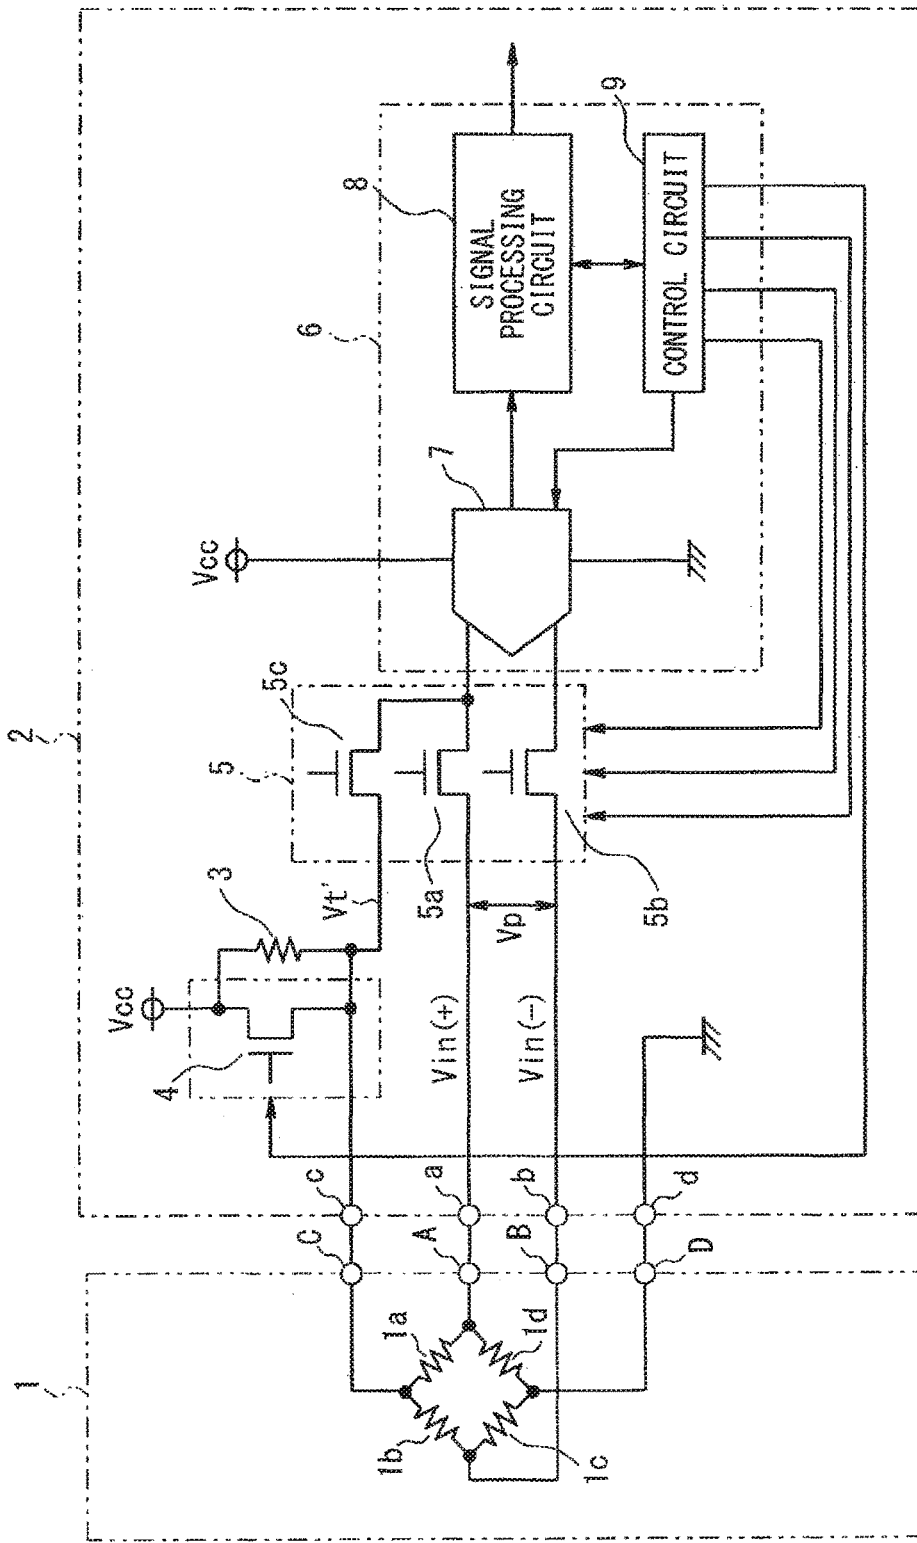 1
2
Vcc
4
3
Vt'
5
5c
Vcc
6
7
8
SIGNAL
PROCESSING
CIRCUIT
9
CONTROL CIRCUIT
C
c
1a
1b
A
a
Vin(+)
5a
Vp
1d
1c
B
b
Vin(-)
5b
D
d